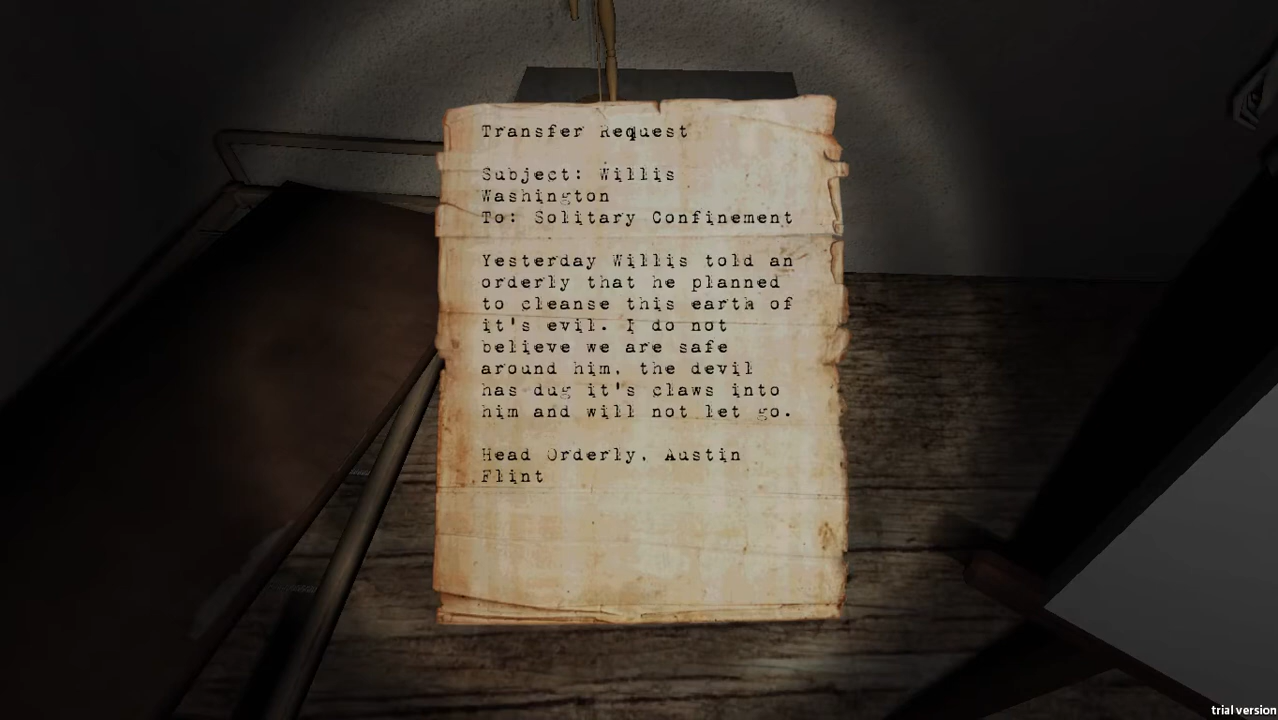 Transfer Request
Subject: Willis
Washington
To: Solitary Confinement
Yesterday Willis told an
orderly that he planned
to cleanse this earth of
it's evil. I do not
believe we are safe
around him, the devil
has dug it's claws into
him and will not let go.
Head Orderly, Austin
Flint
trial version